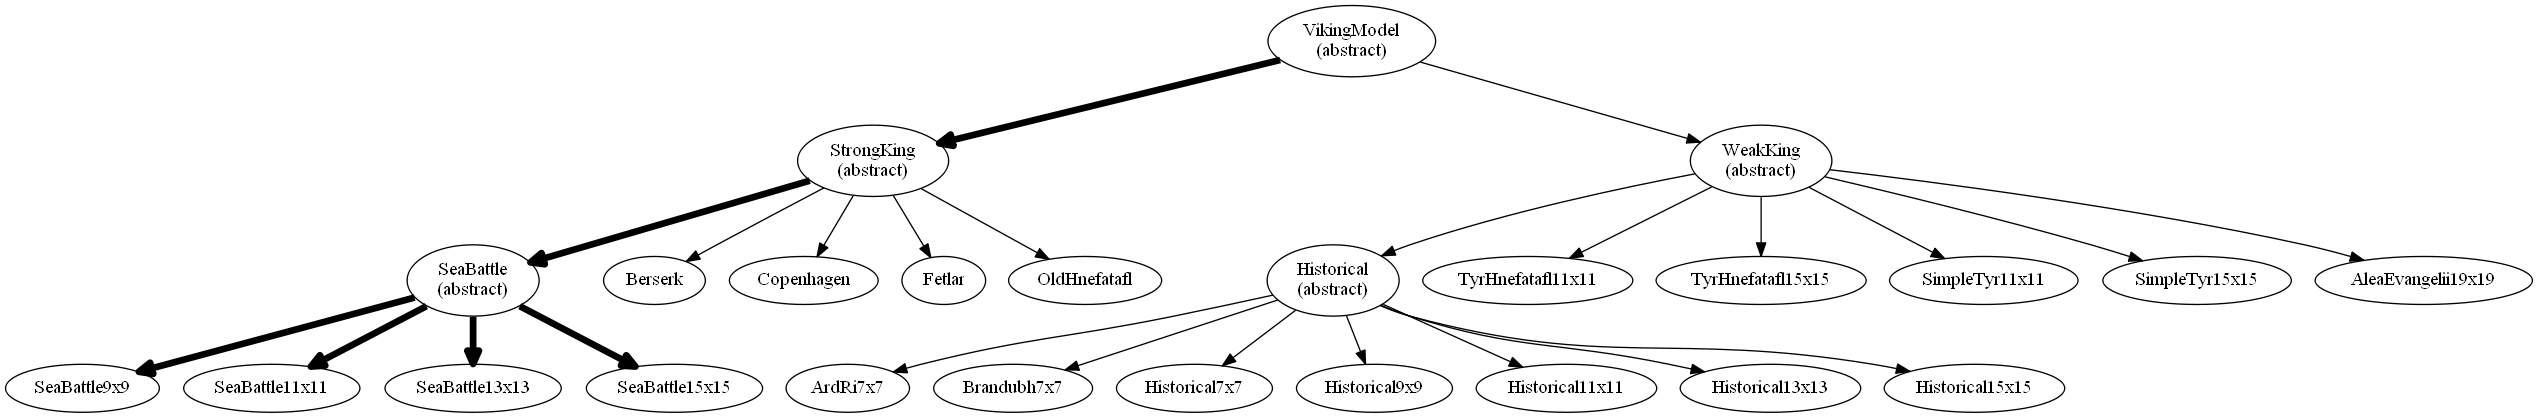 VikingModel
(abstract)
StrongKing
(abstract)
WeakKing
(abstract)
SeaBattle
(abstract)
Berserk
Copenhagen
Fetlar
OldHnefatafl
Historical
(abstract)
TyrHnefatafl11x11
TyrHnefatafl15x15
SimpleTyr11x11
SimpleTyr15x15
AleaEvangelii19x19
SeaBattle9x9
SeaBattle11x11
SeaBattle13x13
SeaBattle15x15
ArdRi7x7
Brandubh7x7
Historical7x7
Historical9x9
Historical11x11
Historical13x13
Historical15x15